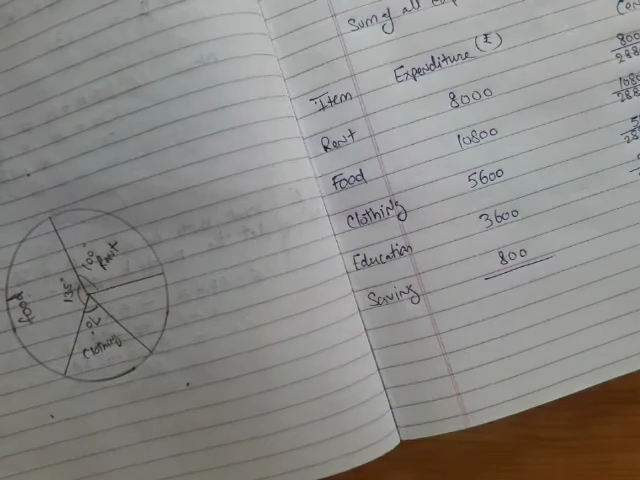 Sum of all
Item Expenditure (₹)
Rent 8000
Food 10800
Clothing 5600
Education 3600
Saving 800
100°
Rent
135°
food
70°
Clothing